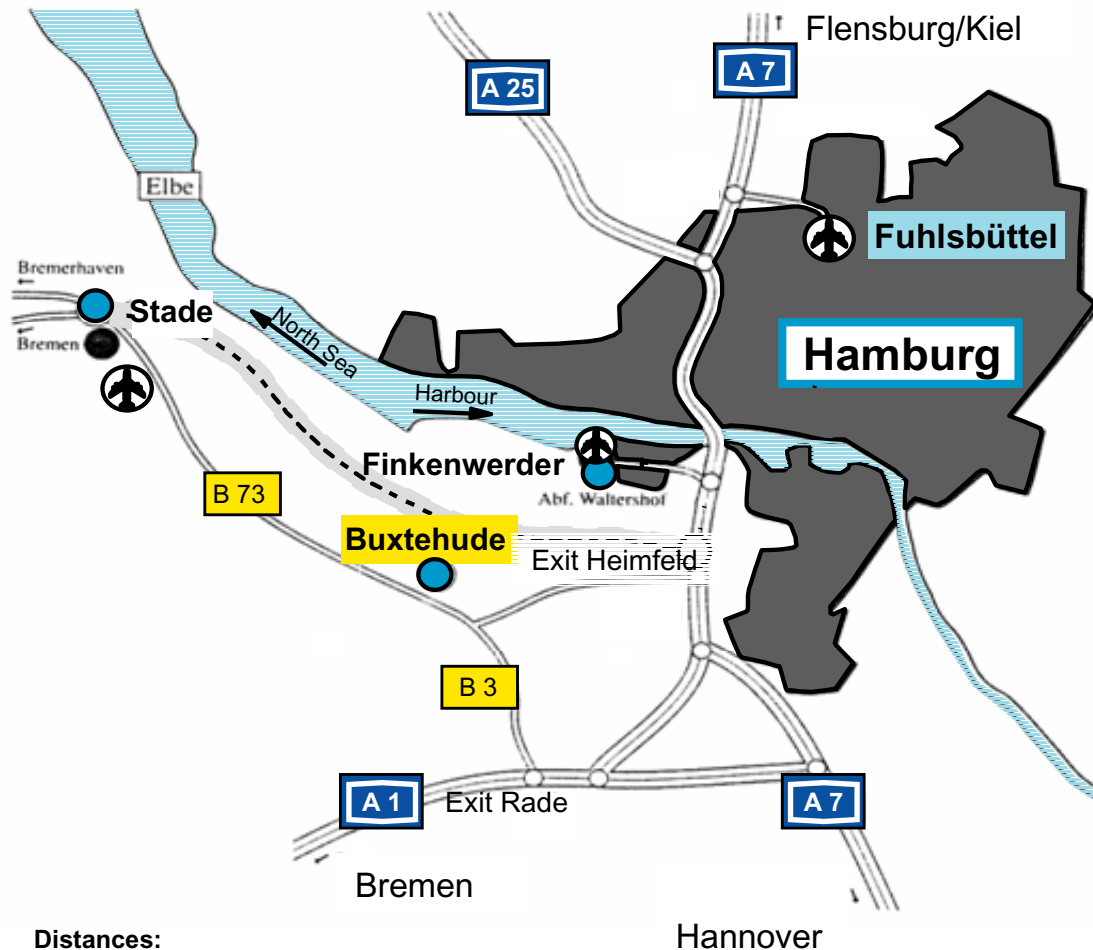 Flensburg/Kiel
A 25
A 7
Elbe
Fuhlsbüttel
Bremerhaven
Stade
North Sea
Bremen
Hamburg
Harbour
Finkenwerder
B 73
Abf. Waltershof
Buxtehude
Exit Heimfeld
B 3
A 1
Exit Rade
A 7
Bremen
Hannover
Distances: